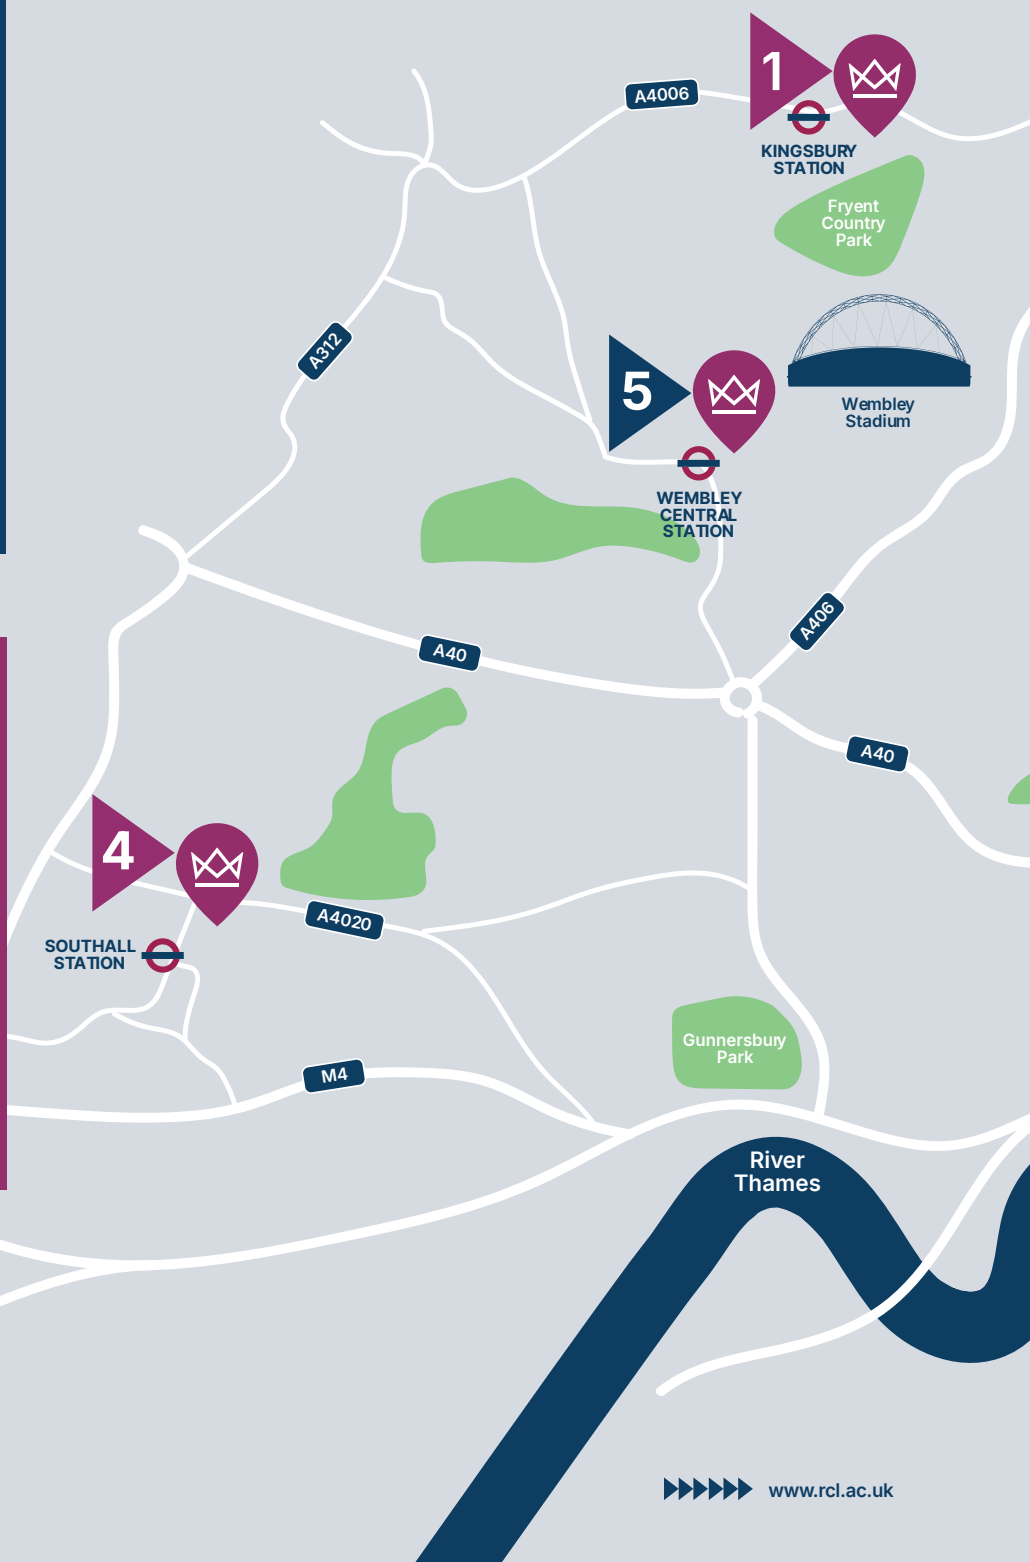 1
A4006
KINGSBURY
STATION
Fryent
Country
Park
A312
5
Wembley
Stadium
WEMBLEY
CENTRAL
STATION
A406
A40
A40
4
A4020
SOUTHALL
STATION
Gunnersbury
Park
M4
River
Thames
www.rcl.ac.uk